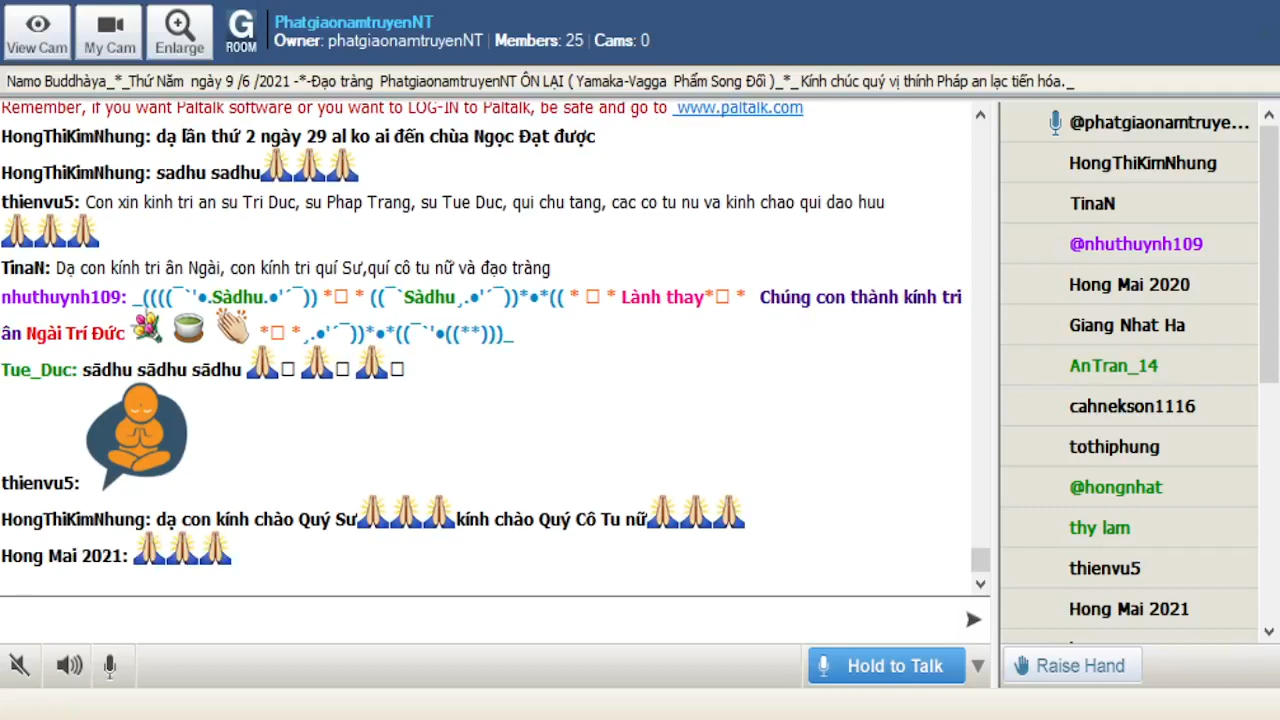 View Cam
My Cam
Enlarge
G
ROOM
PhatgiaonamtruyenNT
Owner: phatgiaonamtruyenNT | Members: 25 | Cams: 0
Namo Buddhàya_*_Thứ Năm ngày 9 /6 /2021 -*-Đạo tràng PhatgiaonamtruyenNT ÔN LẠI ( Yamaka-Vagga Phẩm Song Đối )_*_ Kính chúc quý vị thính Pháp an lạc tiến hóa._
Remember, if you want Paltalk software or you want to LOG-IN to Paltalk, be safe and go to www.paltalk.com
HongThiKimNhung: dạ lần thứ 2 ngày 29 al ko ai đến chùa Ngọc Đạt được
HongThiKimNhung: sadhu sadhu🙏🙏🙏
thienvu5: Con xin kinh tri an su Tri Duc, su Phap Trang, su Tue Duc, qui chu tang, cac co tu nu va kinh chao qui dao huu
🙏🙏🙏
TinaN: Dạ con kính tri ân Ngài, con kính tri quí Sư,quí cô tu nữ và đạo tràng
nhuthuynh109: _((((¯`'●.Sàdhu.●'´¯)) *□ * ((¯`Sàdhu¸.●'´¯))*●*(( * □ * Lành thay*□ * Chúng con thành kính tri
ân Ngài Trí Đức 💐 🍵 👏 *□ *¸.●'´¯))*●*((¯`'●((**)))_
Tue_Duc: sādhu sādhu sādhu 🙏□ 🙏□ 🙏□
thienvu5:
HongThiKimNhung: dạ con kính chào Quý Sư🙏🙏🙏kính chào Quý Cô Tu nữ🙏🙏🙏
Hong Mai 2021: 🙏🙏🙏
@phatgiaonamtruye...
HongThiKimNhung
TinaN
@nhuthuynh109
Hong Mai 2020
Giang Nhat Ha
AnTran_14
cahnekson1116
tothiphung
@hongnhat
thy lam
thienvu5
Hong Mai 2021
Hold to Talk
Raise Hand